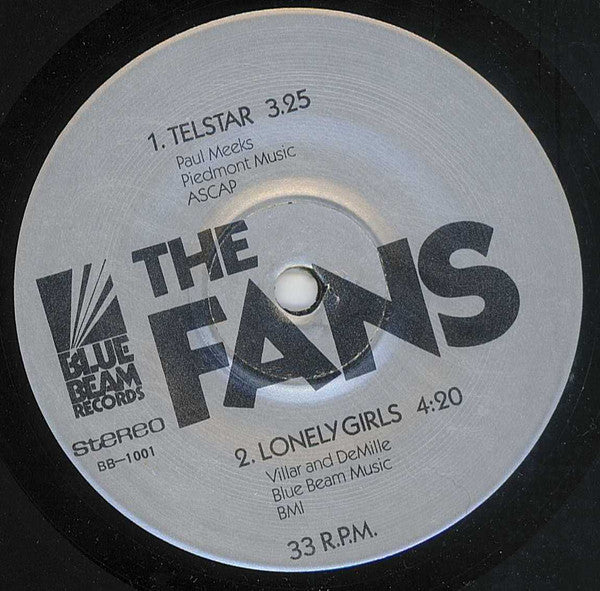 1. TELSTAR 3.25
Paul Meeks
Piedmont Music
ASCAP
THE
FANS
BLUE
BEAM
RECORDS
STEREO
BB-1001
2. LONELY GIRLS 4:20
Villar and DeMille
Blue Beam Music
BMI
33 R.P.M.